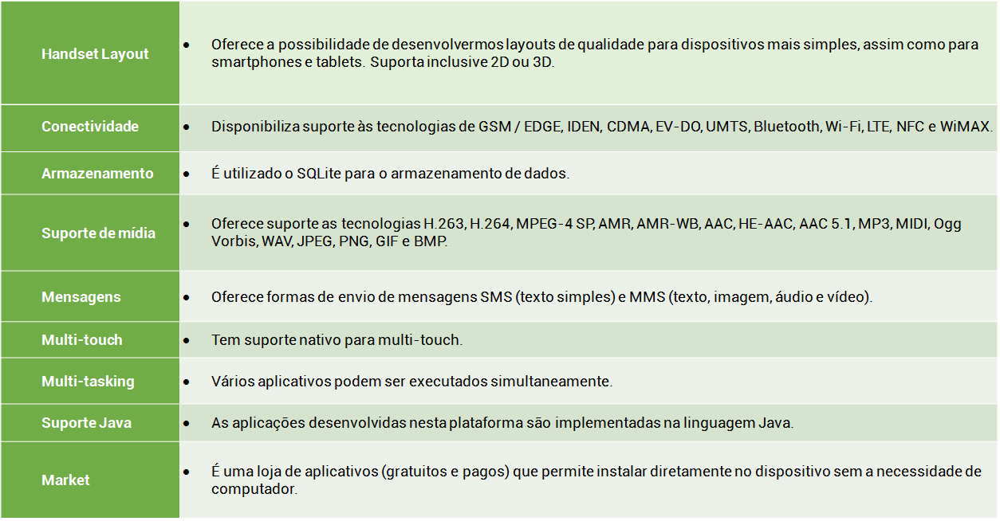 Handset Layout
• Oferece a possibilidade de desenvolvermos layouts de qualidade para dispositivos mais simples, assim como para
smartphones e tablets. Suporta inclusive 2D ou 3D.
Conectividade
• Disponibiliza suporte às tecnologias de GSM / EDGE, IDEN, CDMA, EV-DO, UMTS, Bluetooth, Wi-Fi, LTE, NFC e WiMAX.
Armazenamento
• É utilizado o SQLite para o armazenamento de dados.
Suporte de mídia
• Oferece suporte as tecnologias H.263, H.264, MPEG-4 SP, AMR, AMR-WB, AAC, HE-AAC, AAC 5.1, MP3, MIDI, Ogg
Vorbis, WAV, JPEG, PNG, GIF e BMP.
Mensagens
• Oferece formas de envio de mensagens SMS (texto simples) e MMS (texto, imagem, áudio e vídeo).
Multi-touch
• Tem suporte nativo para multi-touch.
Multi-tasking
• Vários aplicativos podem ser executados simultaneamente.
Suporte Java
• As aplicações desenvolvidas nesta plataforma são implementadas na linguagem Java.
Market
• É uma loja de aplicativos (gratuitos e pagos) que permite instalar diretamente no dispositivo sem a necessidade de
computador.